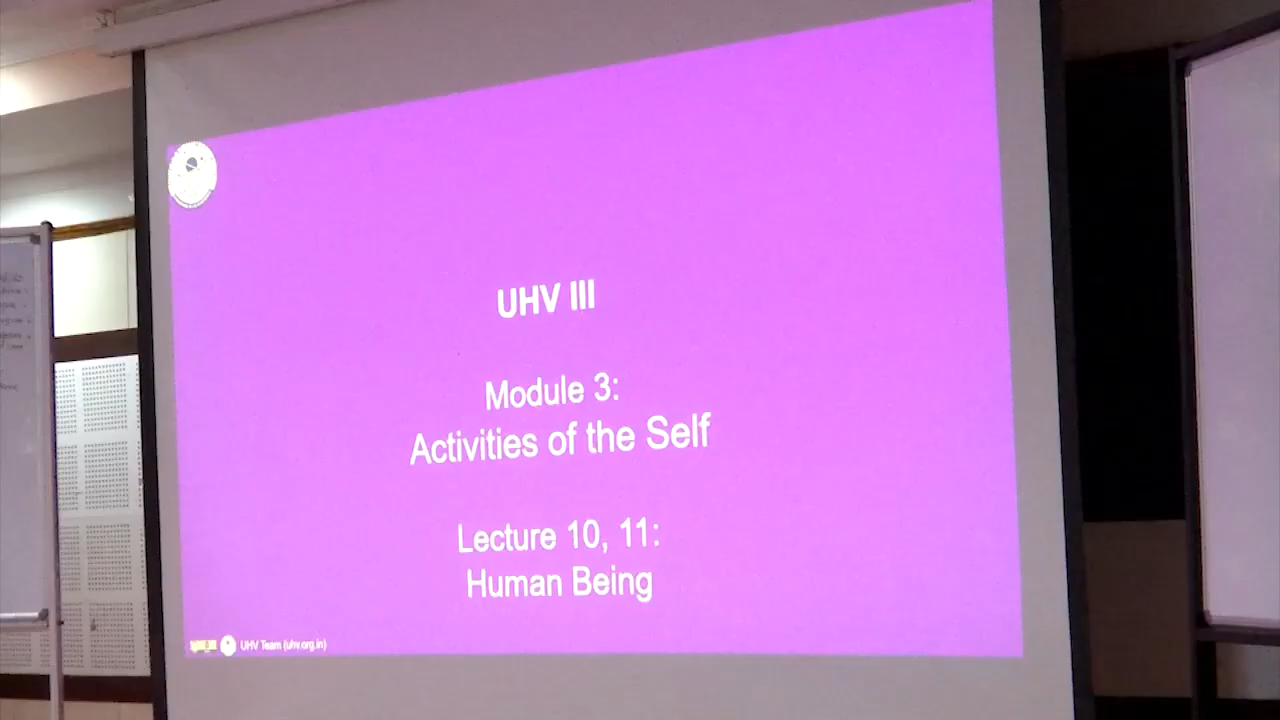 UHV III
Module 3:
Activities of the Self
Lecture 10, 11:
Human Being
UHV Team (uhv.org.in)